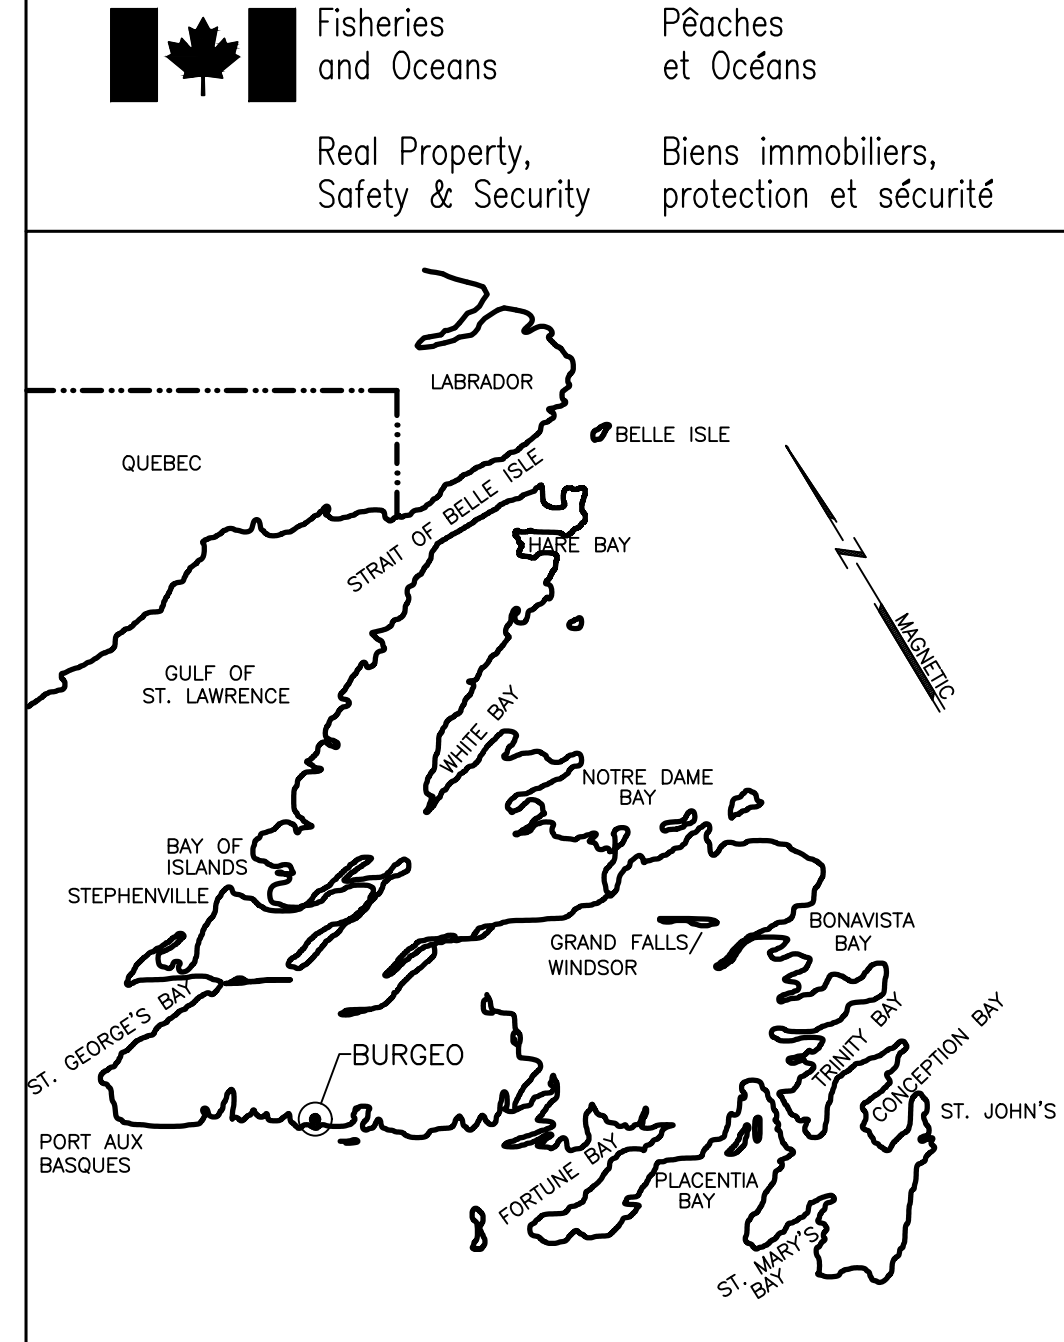 Fisheries
and Oceans
Pêaches
et Océans
Real Property,
Safety & Security
Biens immobiliers,
protection et sécurité
LABRADOR
BELLE ISLE
QUEBEC
STRAIT OF BELLE ISLE
HARE BAY
N
MAGNETIC
GULF OF
ST. LAWRENCE
WHITE BAY
NOTRE DAME
BAY
BAY OF
ISLANDS
STEPHENVILLE
BONAVISTA
BAY
GRAND FALLS/
WINDSOR
ST. GEORGE'S BAY
TRINITY BAY
CONCEPTION BAY
BURGEO
ST. JOHN'S
PORT AUX
BASQUES
FORTUNE BAY
PLACENTIA
BAY
ST. MARY'S
BAY